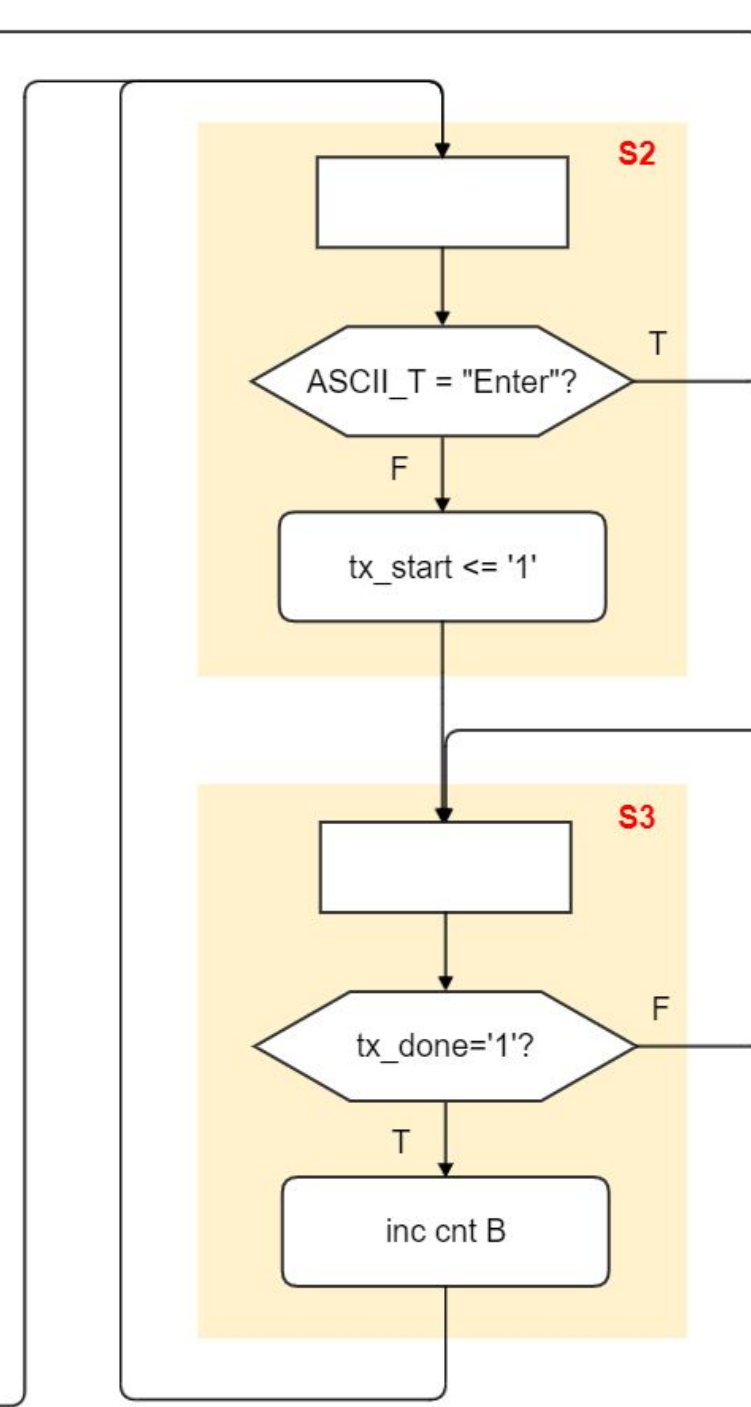 S2
ASCII_T = "Enter"?
T
F
tx_start <= '1'
S3
tx_done='1'?
F
T
inc cnt B